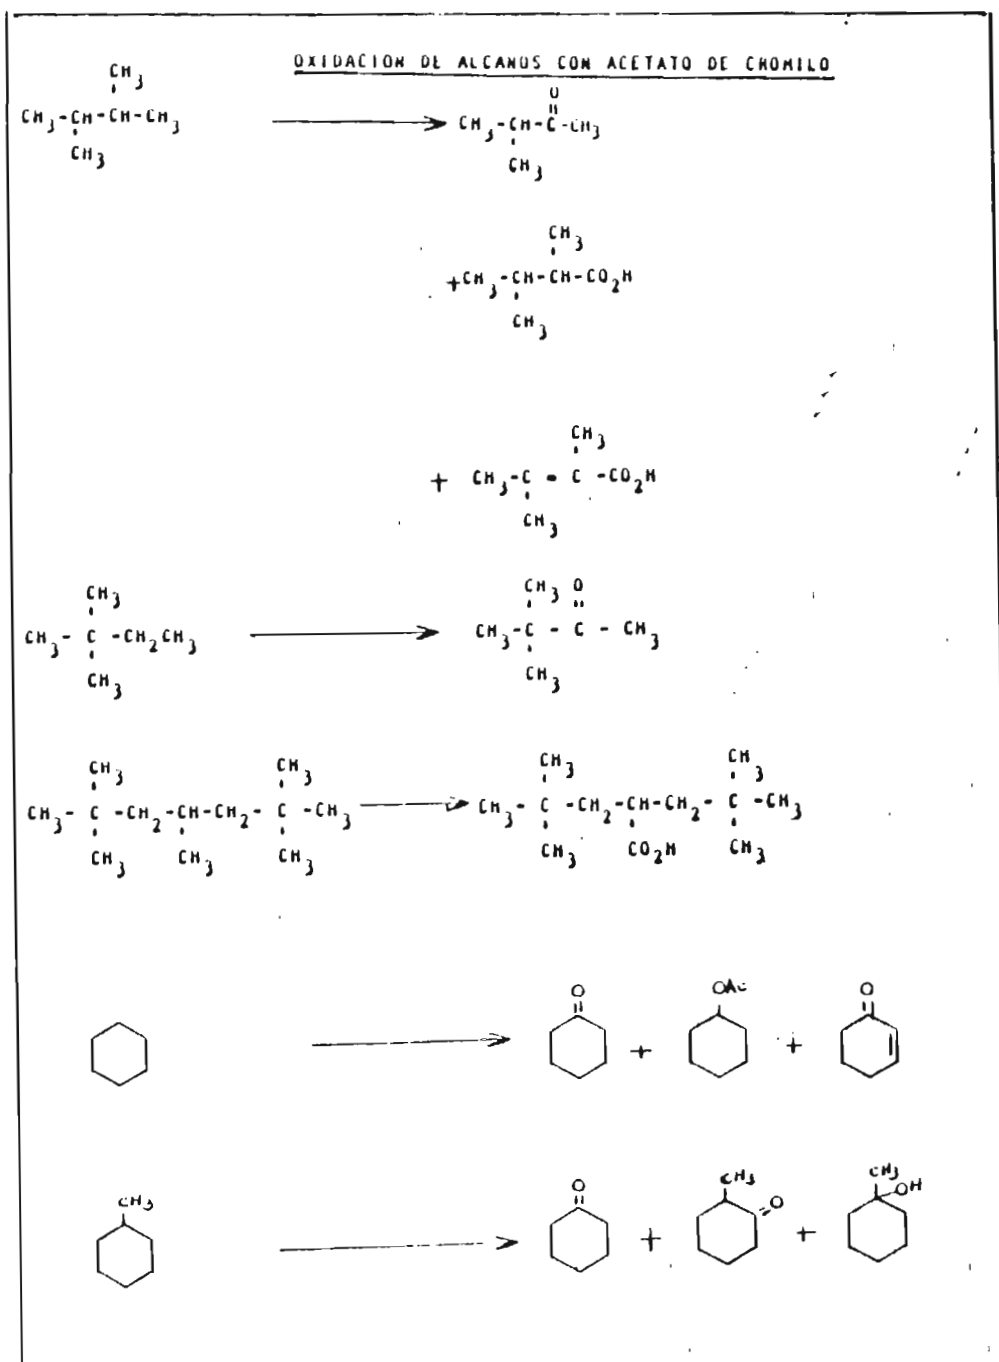 OXIDACION DE ALCANOS CON ACETATO DE CROMILO
CH3
CH3-CH-CH-CH3
CH3
O
CH3-CH-C-CH3
CH3
CH3
+CH3-CH-CH-CO2H
CH3
CH3
+ CH3-C = C -CO2H
CH3
CH3
CH3- C -CH2CH3
CH3
CH3 O
CH3-C - C - CH3
CH3
CH3 CH3
CH3- C -CH2-CH-CH2- C -CH3
CH3 CH3 CH3
CH3 CH3
CH3- C -CH2-CH-CH2- C -CH3
CH3 CO2H CH3
O OAc O
+ +
CH3
O CH3 O CH3 OH
+ +